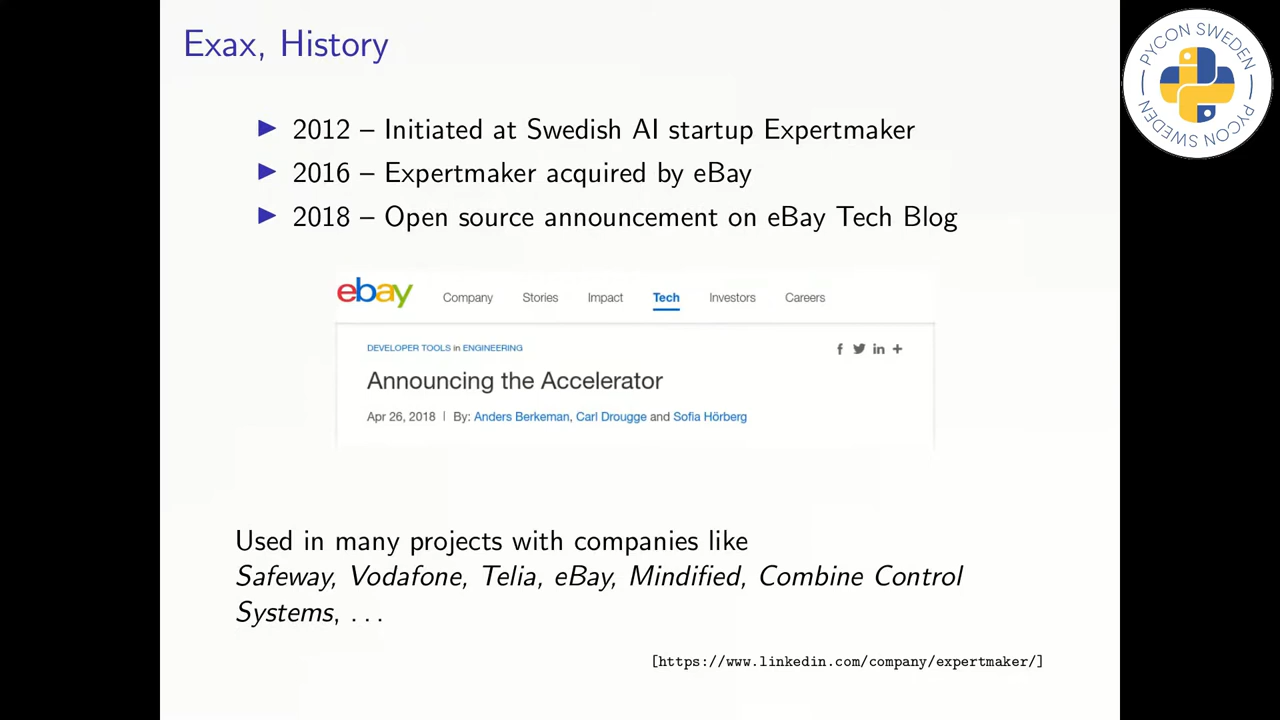 Exax, History
PYCON SWEDEN
PYCON SWEDEN
▶ 2012 – Initiated at Swedish AI startup Expertmaker
▶ 2016 – Expertmaker acquired by eBay
▶ 2018 – Open source announcement on eBay Tech Blog
ebay Company Stories Impact Tech Investors Careers
DEVELOPER TOOLS in ENGINEERING
Announcing the Accelerator
Apr 26, 2018 | By: Anders Berkeman, Carl Drougge and Sofia Hörberg
Used in many projects with companies like
Safeway, Vodafone, Telia, eBay, Mindified, Combine Control
Systems, . . .
[https://www.linkedin.com/company/expertmaker/]